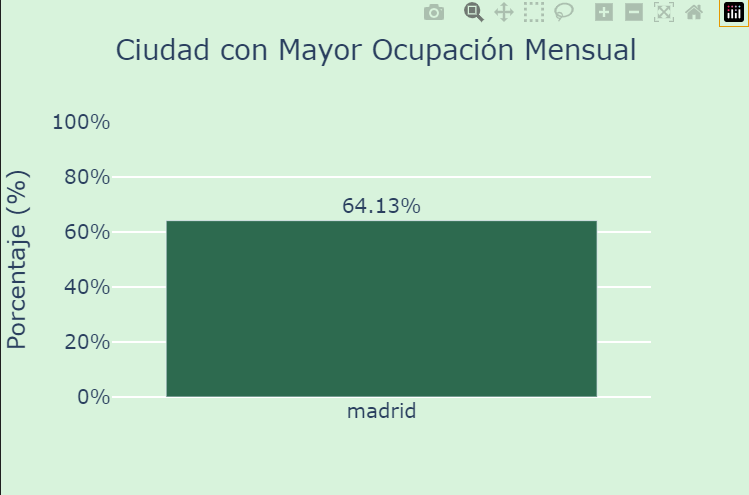 Ciudad con Mayor Ocupación Mensual
100%
80%
64.13%
60%
40%
20%
0%
Porcentaje (%)
madrid